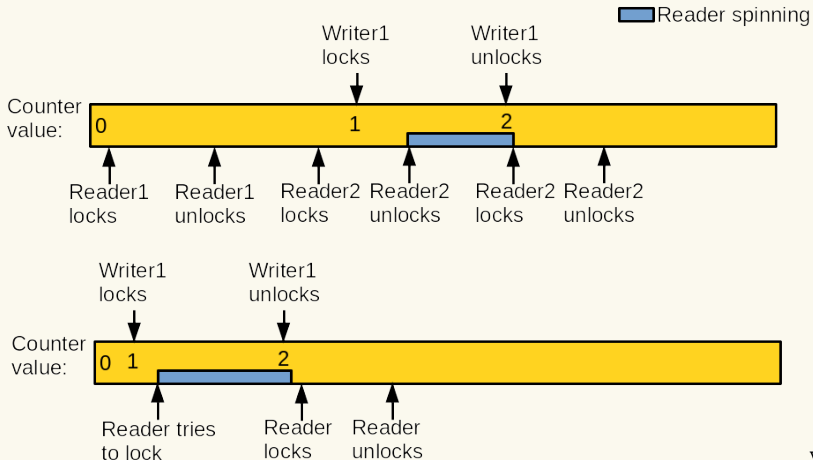 Reader spinning
Writer1
locks
Writer1
unlocks
Counter
value:
0
1
2
Reader1
locks
Reader1
unlocks
Reader2
locks
Reader2
unlocks
Reader2
locks
Reader2
unlocks
Writer1
locks
Writer1
unlocks
Counter
value:
0
1
2
Reader tries
to lock
Reader
locks
Reader
unlocks